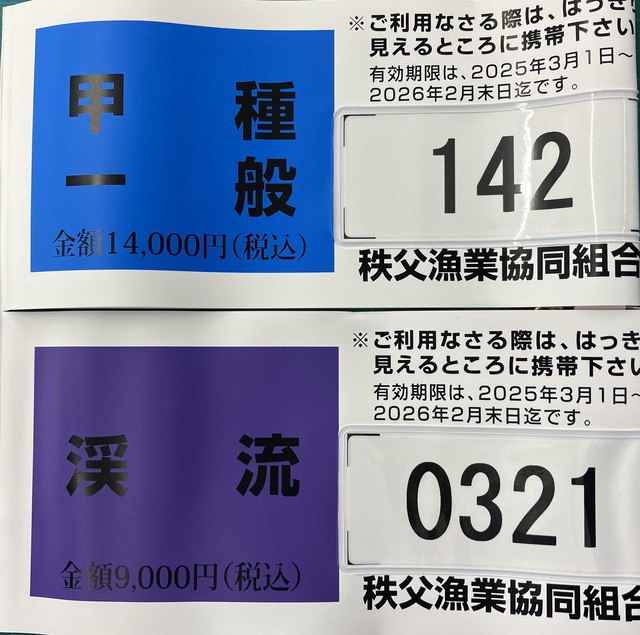 甲種
一般
金額14,000円(税込)
※ご利用なさる際は、はっき
見えるところに携帯下さい
有効期限は、2025年3月1日～
2026年2月末日迄です。
142
秩父漁業協同組合
渓流
金額9,000円(税込)
※ご利用なさる際は、はっき
見えるところに携帯下さい
有効期限は、2025年3月1日～
2026年2月末日迄です。
0321
秩父漁業協同組合